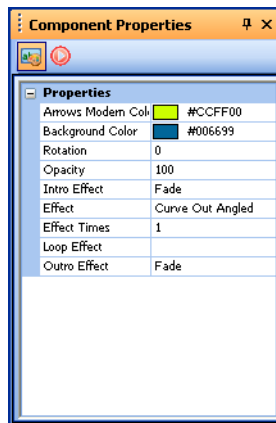 Component Properties
Properties
Arrows Modern Col #CCFF00
Background Color #006699
Rotation 0
Opacity 100
Intro Effect Fade
Effect Curve Out Angled
Effect Times 1
Loop Effect
Outro Effect Fade